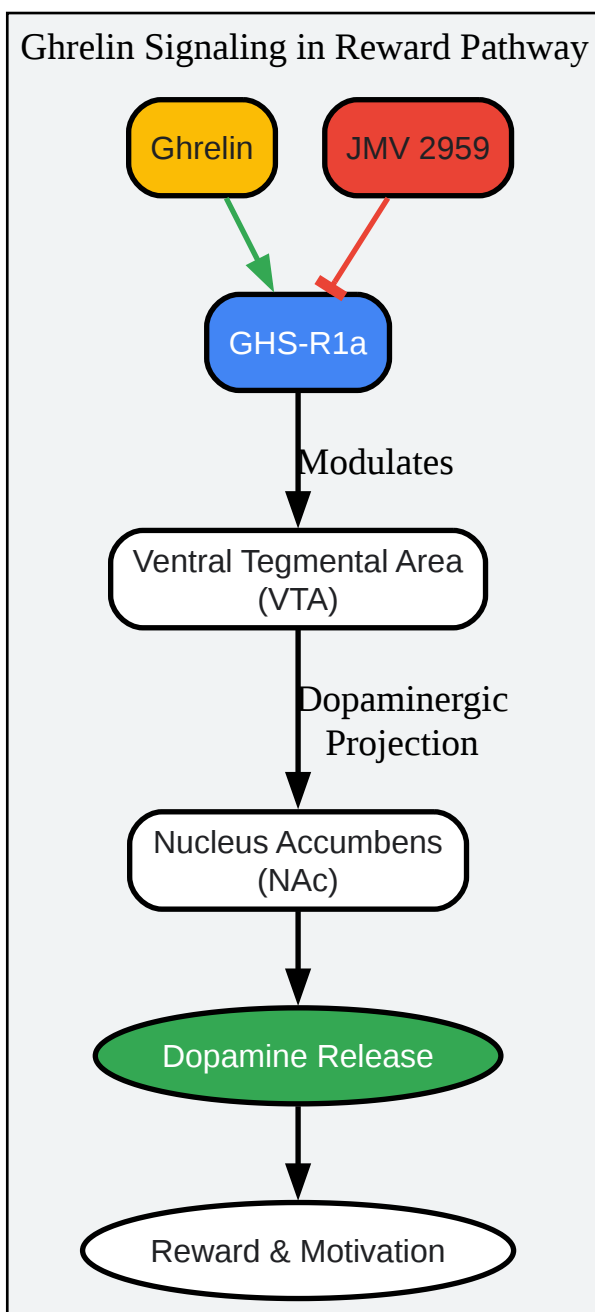 Ghrelin Signaling in Reward Pathway
Ghrelin
JMV 2959
GHS-R1a
Modulates
Ventral Tegmental Area
(VTA)
Dopaminergic
Projection
Nucleus Accumbens
(NAc)
Dopamine Release
Reward & Motivation